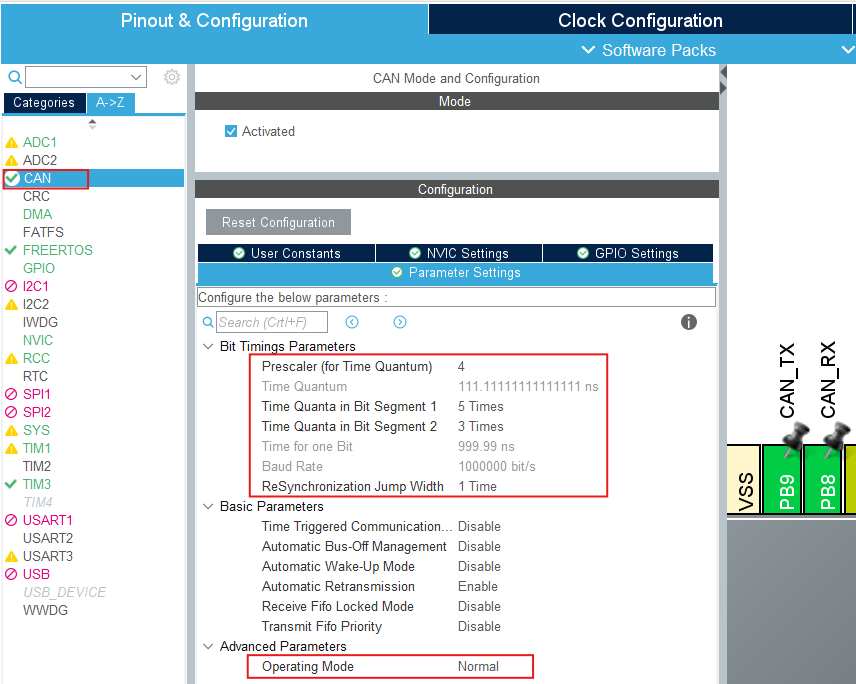 Pinout & Configuration
Clock Configuration
Software Packs
Categories
A->Z
ADC1
ADC2
CAN
CRC
DMA
FATFS
FREERTOS
GPIO
I2C1
I2C2
IWDG
NVIC
RCC
RTC
SPI1
SPI2
SYS
TIM1
TIM2
TIM3
TIM4
USART1
USART2
USART3
USB
USB_DEVICE
WWDG
CAN Mode and Configuration
Mode
Activated
Configuration
Reset Configuration
User Constants
NVIC Settings
GPIO Settings
Parameter Settings
Configure the below parameters :
Search (Crtl+F)
Bit Timings Parameters
Prescaler (for Time Quantum) 4
Time Quantum 111.11111111111111 ns
Time Quanta in Bit Segment 1 5 Times
Time Quanta in Bit Segment 2 3 Times
Time for one Bit 999.99 ns
Baud Rate 1000000 bit/s
ReSynchronization Jump Width 1 Time
Basic Parameters
Time Triggered Communication... Disable
Automatic Bus-Off Management Disable
Automatic Wake-Up Mode Disable
Automatic Retransmission Enable
Receive Fifo Locked Mode Disable
Transmit Fifo Priority Disable
Advanced Parameters
Operating Mode Normal
CAN_TX
CAN_RX
VSS
PB9
PB8